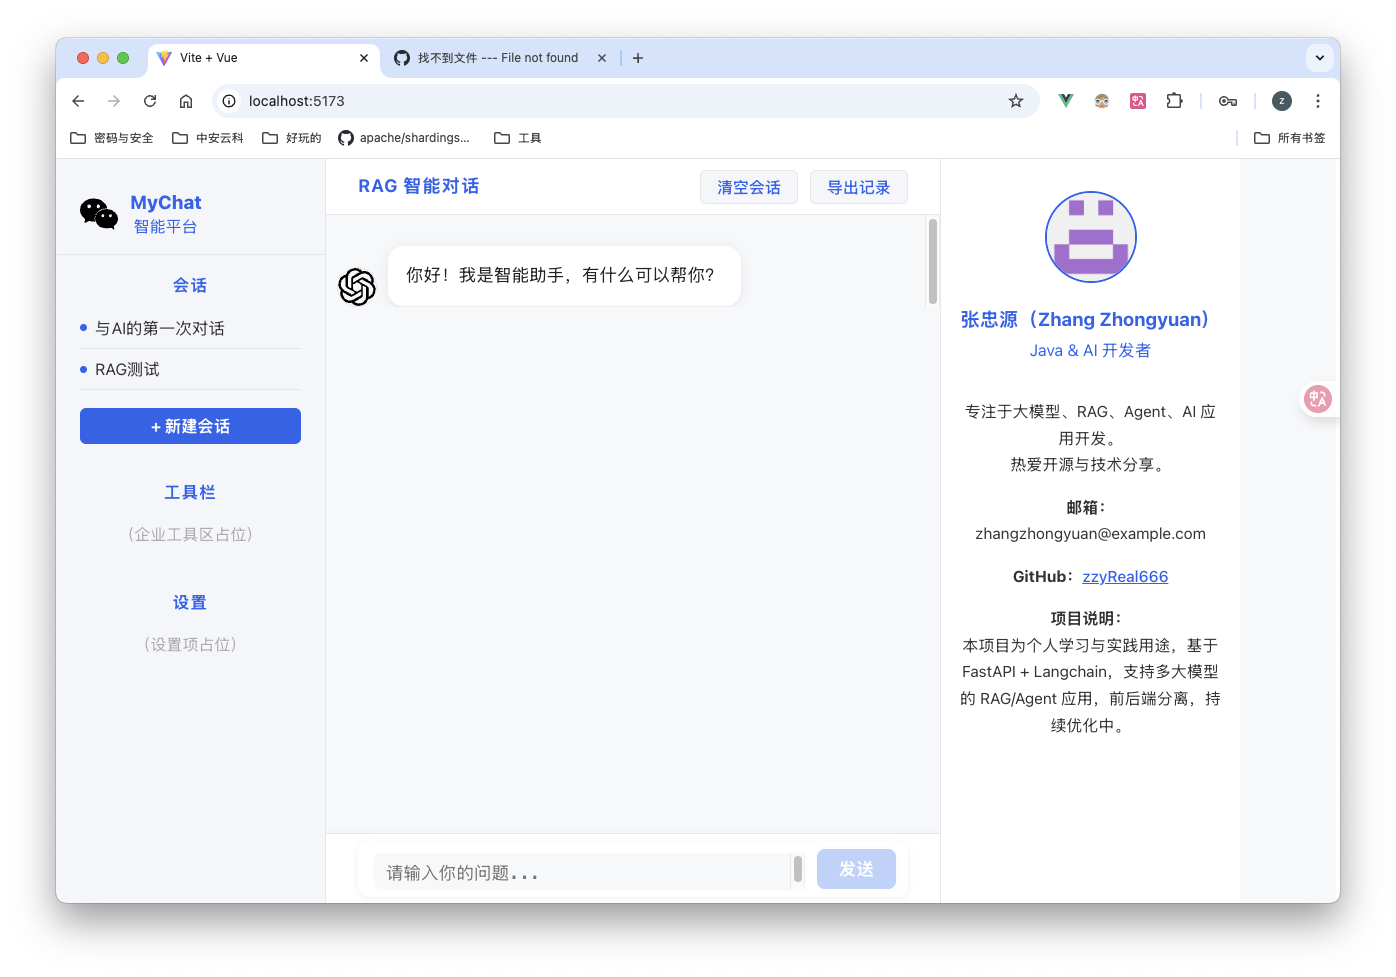 Vite + Vue
找不到文件 --- File not found
localhost:5173
z
密码与安全
中安云科
好玩的
apache/shardings...
工具
所有书签
MyChat
智能平台
会话
与AI的第一次对话
RAG测试
+ 新建会话
工具栏
（企业工具区占位）
设置
（设置项占位）
RAG 智能对话
清空会话
导出记录
你好！我是智能助手，有什么可以帮你？
请输入你的问题...
发送
张忠源（Zhang Zhongyuan）
Java & AI 开发者
专注于大模型、RAG、Agent、AI 应
用开发。
热爱开源与技术分享。
邮箱：
zhangzhongyuan@example.com
GitHub：zzyReal666
项目说明：
本项目为个人学习与实践用途，基于
FastAPI + Langchain，支持多大模型
的 RAG/Agent 应用，前后端分离，持
续优化中。
中A